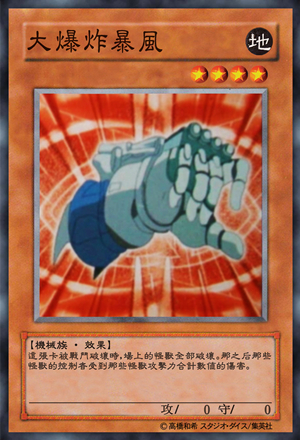 大爆炸暴風
地
【機械族·效果】
這張卡被戰鬥破壞時,場上的怪獸全部破壞。那之后那些
怪獸的控制者受到那些怪獸攻擊力合計數值的傷害。
攻/ 0 守/ 0
©高橋和希 スタジオ·ダイス/集英社